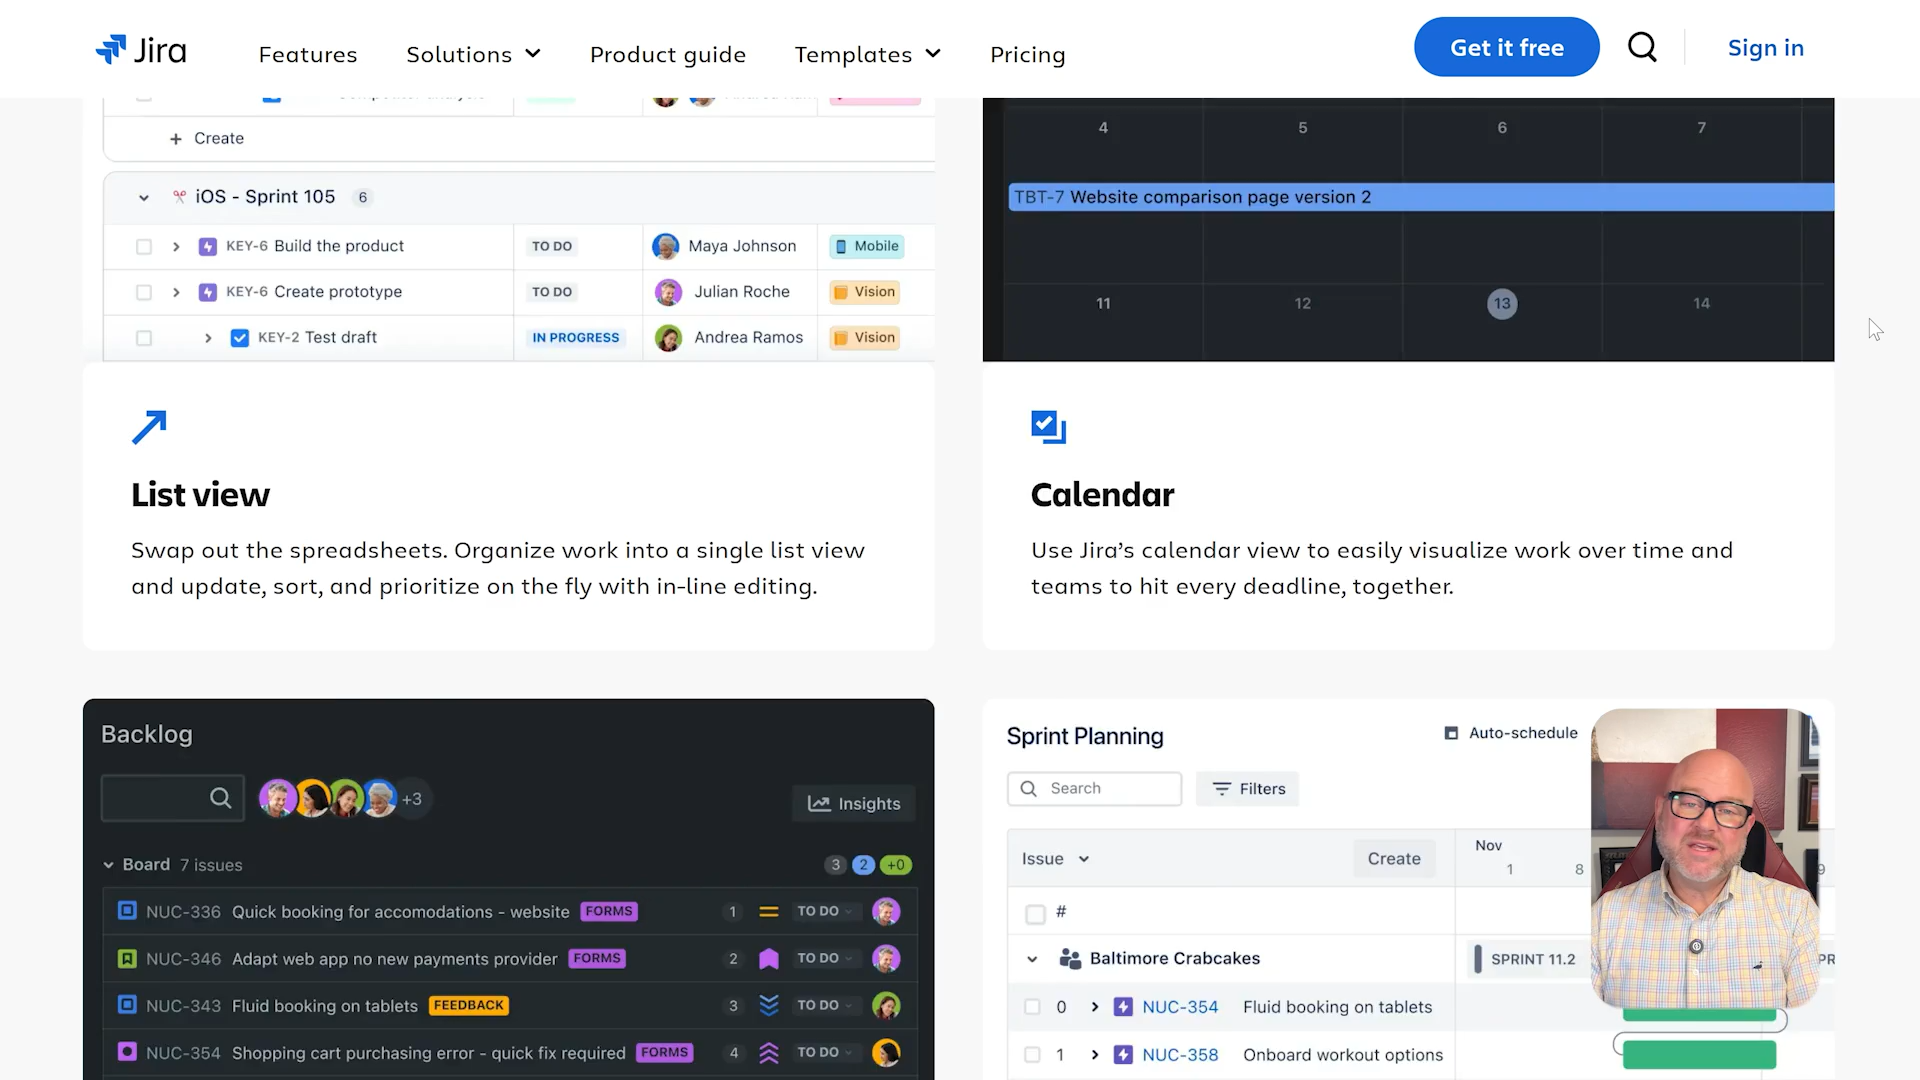 Jira
Features
Solutions
Product guide
Templates
Pricing
Get it free
Sign in
+ Create
iOS - Sprint 105 6
KEY-6 Build the product TO DO Maya Johnson Mobile
KEY-6 Create prototype TO DO Julian Roche Vision
KEY-2 Test draft IN PROGRESS Andrea Ramos Vision
4 5 6 7
TBT-7 Website comparison page version 2
11 12 13 14
List view
Swap out the spreadsheets. Organize work into a single list view
and update, sort, and prioritize on the fly with in-line editing.
Calendar
Use Jira’s calendar view to easily visualize work over time and
teams to hit every deadline, together.
Backlog
+3
Insights
Board 7 issues 3 2 +0
NUC-336 Quick booking for accomodations - website FORMS 1 TO DO
NUC-346 Adapt web app no new payments provider FORMS 2 TO DO
NUC-343 Fluid booking on tablets FEEDBACK 3 TO DO
NUC-354 Shopping cart purchasing error - quick fix required FORMS 4 TO DO
Sprint Planning
Auto-schedule
Search
Filters
Issue
Create
Nov
1 8
#
Baltimore Crabcakes
SPRINT 11.2
0 NUC-354 Fluid booking on tablets
1 NUC-358 Onboard workout options